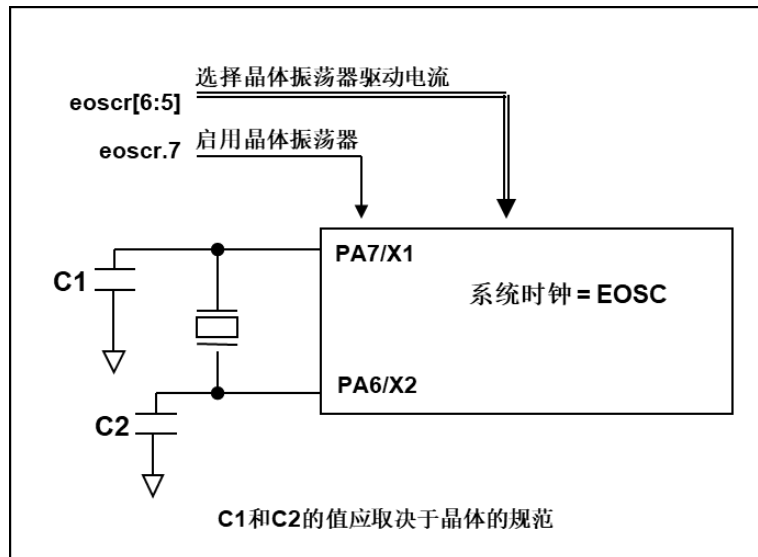 选择晶体振荡器驱动电流
eoscr[6:5]
eoscr.7 启用晶体振荡器
PA7/X1
C1
系统时钟 = EOSC
PA6/X2
C2
C1和C2的值应取决于晶体的规范